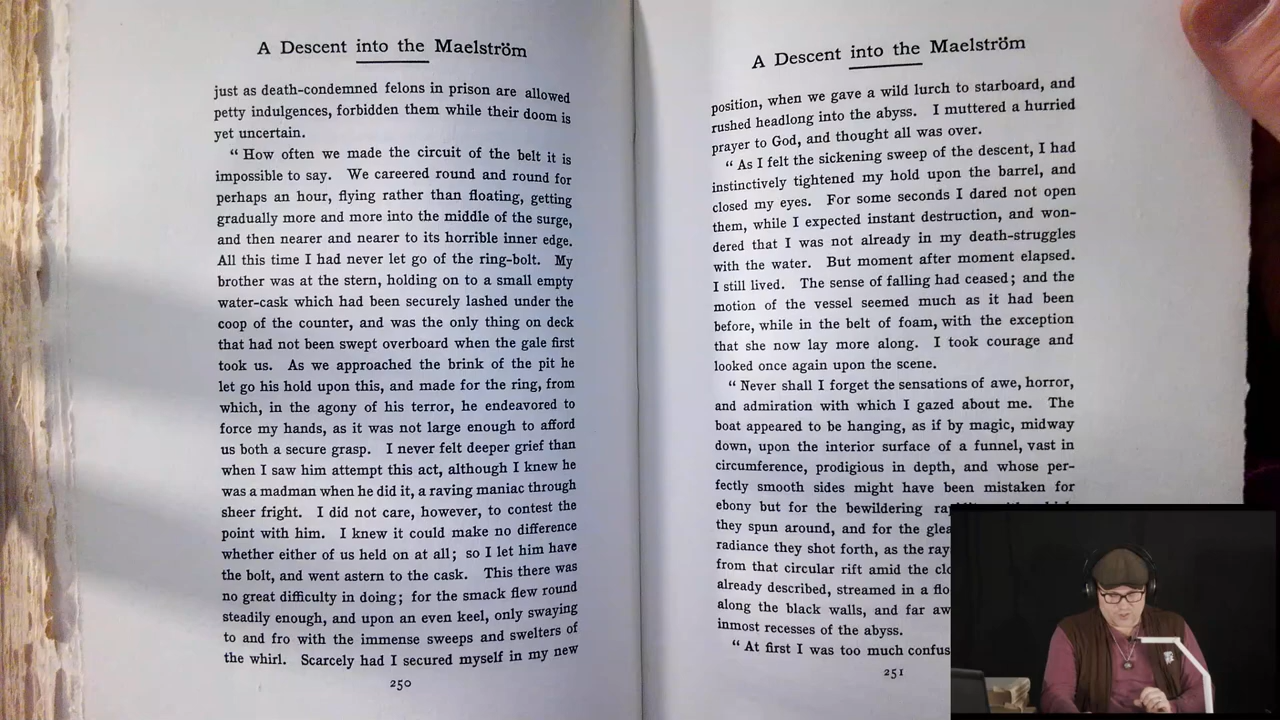 A Descent into the Maelström
just as death-condemned felons in prison are allowed
petty indulgences, forbidden them while their doom is
yet uncertain.
“ How often we made the circuit of the belt it is
impossible to say. We careered round and round for
perhaps an hour, flying rather than floating, getting
gradually more and more into the middle of the surge,
and then nearer and nearer to its horrible inner edge.
All this time I had never let go of the ring-bolt. My
brother was at the stern, holding on to a small empty
water-cask which had been securely lashed under the
coop of the counter, and was the only thing on deck
that had not been swept overboard when the gale first
took us. As we approached the brink of the pit he
let go his hold upon this, and made for the ring, from
which, in the agony of his terror, he endeavored to
force my hands, as it was not large enough to afford
us both a secure grasp. I never felt deeper grief than
when I saw him attempt this act, although I knew he
was a madman when he did it, a raving maniac through
sheer fright. I did not care, however, to contest the
point with him. I knew it could make no difference
whether either of us held on at all; so I let him have
the bolt, and went astern to the cask. This there was
no great difficulty in doing; for the smack flew round
steadily enough, and upon an even keel, only swaying
to and fro with the immense sweeps and swelters of
the whirl. Scarcely had I secured myself in my new
250
A Descent into the Maelström
position, when we gave a wild lurch to starboard, and
rushed headlong into the abyss. I muttered a hurried
prayer to God, and thought all was over.
“ As I felt the sickening sweep of the descent, I had
instinctively tightened my hold upon the barrel, and
closed my eyes. For some seconds I dared not open
them, while I expected instant destruction, and won-
dered that I was not already in my death-struggles
with the water. But moment after moment elapsed.
I still lived. The sense of falling had ceased; and the
motion of the vessel seemed much as it had been
before, while in the belt of foam, with the exception
that she now lay more along. I took courage and
looked once again upon the scene.
“ Never shall I forget the sensations of awe, horror,
and admiration with which I gazed about me. The
boat appeared to be hanging, as if by magic, midway
down, upon the interior surface of a funnel, vast in
circumference, prodigious in depth, and whose per-
fectly smooth sides might have been mistaken for
ebony but for the bewildering
they spun around, and for the
radiance they shot forth, as the
from that circular rift amid the
already described, streamed in a
along the black walls, and far
inmost recesses of the abyss.
“ At first I was too much
251